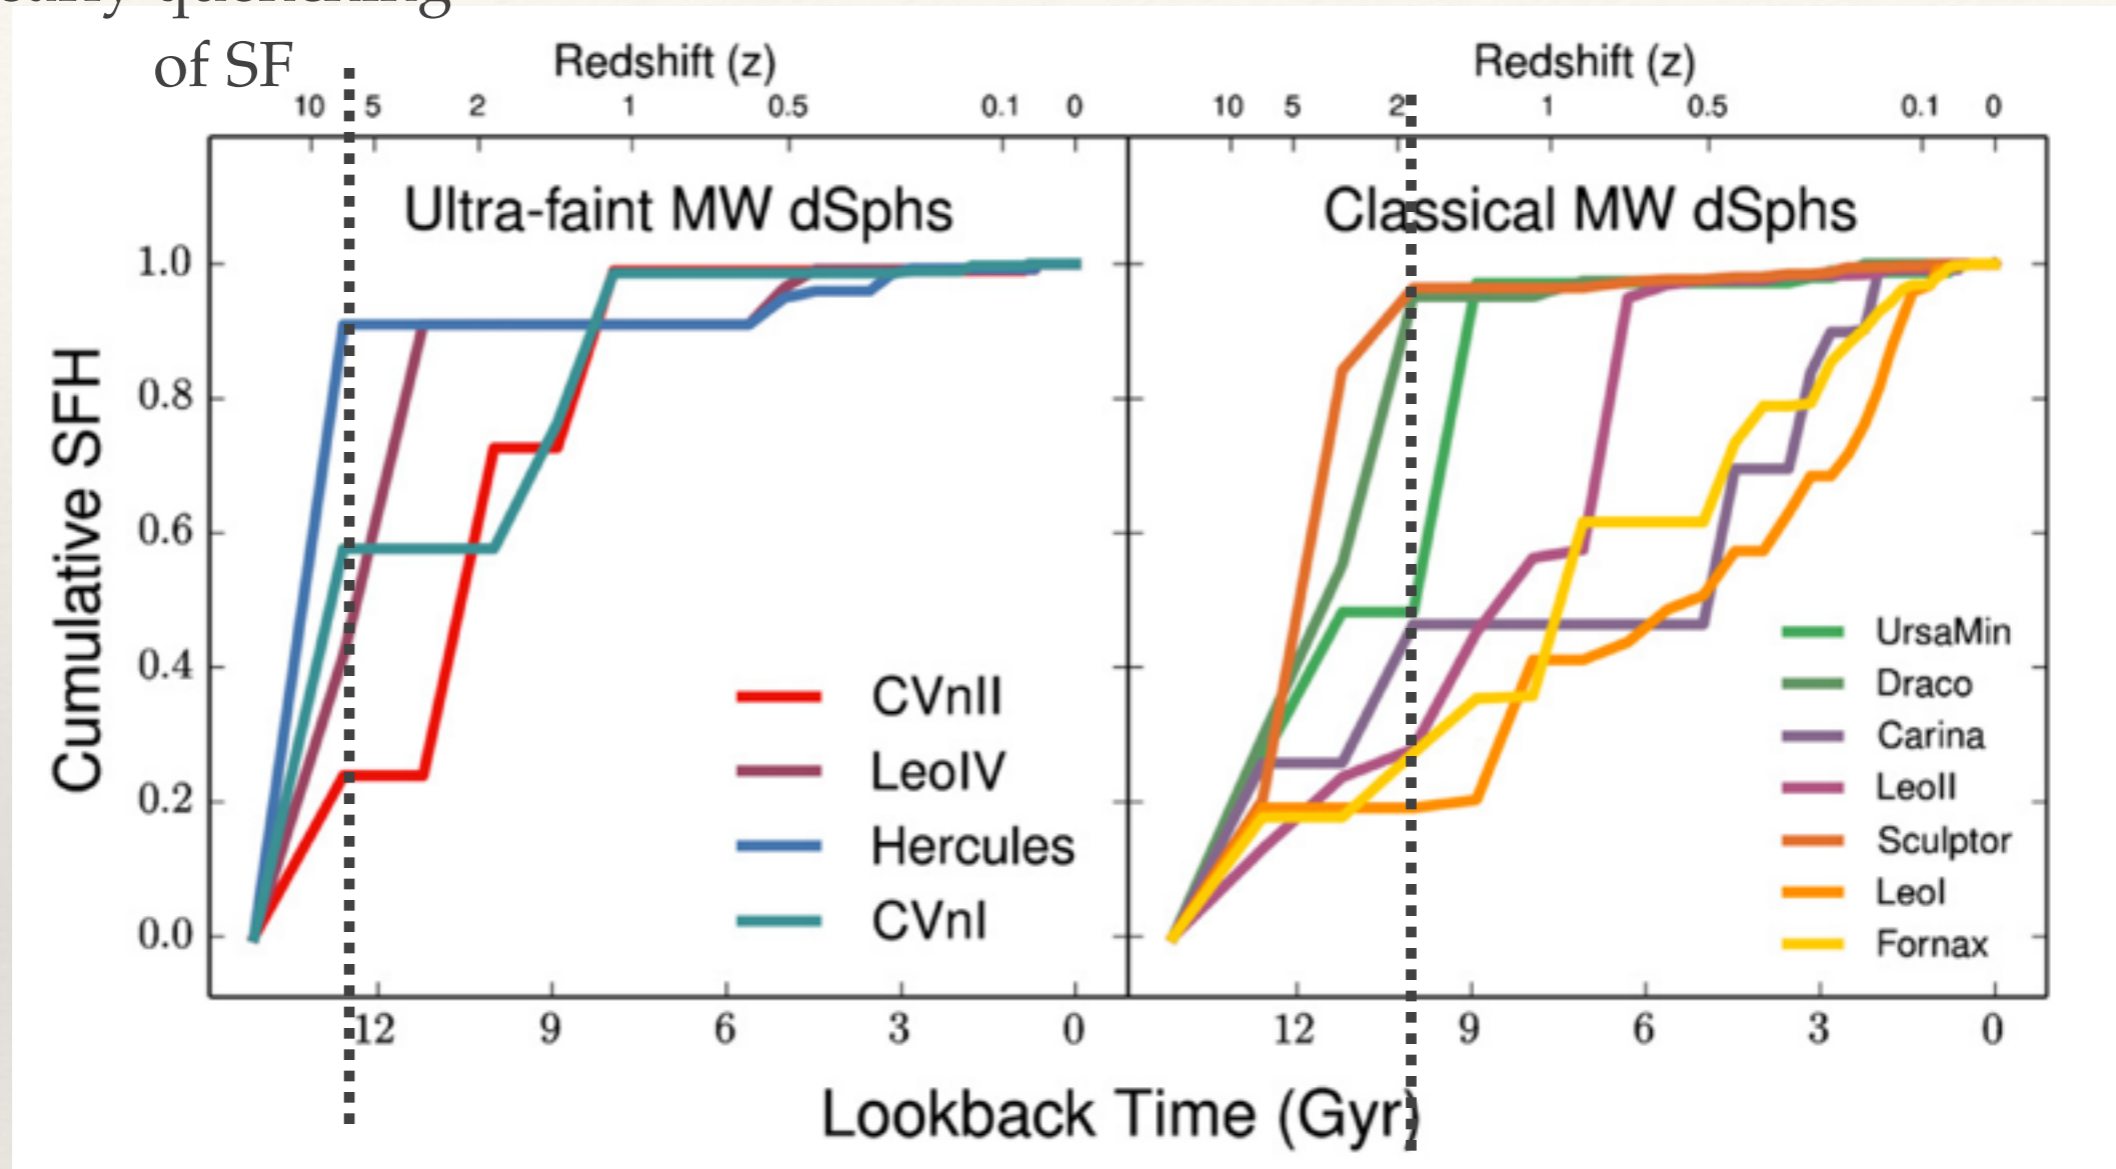 of SF
Redshift (z)
10 5 2 1 0.5 0.1 0
Redshift (z)
10 5 2 1 0.5 0.1 0
Ultra-faint MW dSphs
Classical MW dSphs
Cumulative SFH
1.0
0.8
0.6
0.4
0.2
0.0
CVnII
LeoIV
Hercules
CVnI
UrsaMin
Draco
Carina
LeoII
Sculptor
LeoI
Fornax
12 9 6 3 0
12 9 6 3 0
Lookback Time (Gyr)